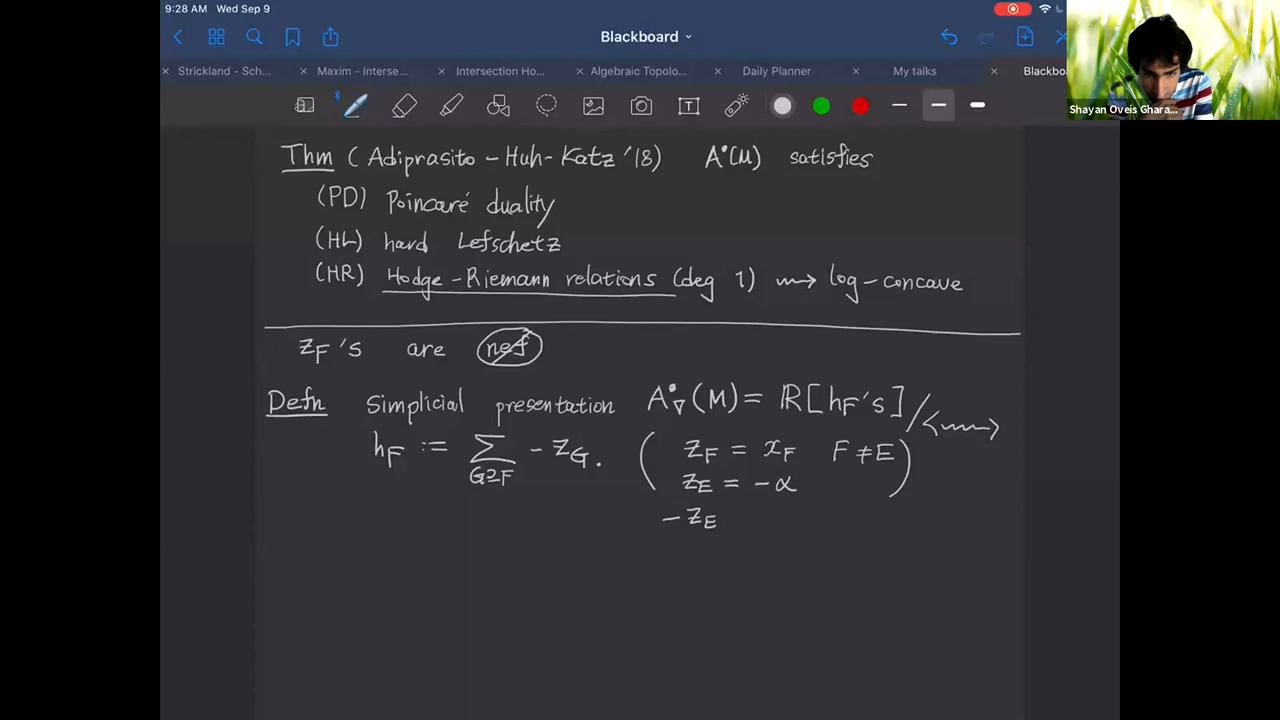 9:28 AM Wed Sep 9
Blackboard
Strickland - Sch...
Maxim - Interse...
Intersection Ho...
Algebraic Topolo...
Daily Planner
My talks
Blackboa
Shayan Oveis Ghara...
Thm (Adiprasito - Huh - Katz '18) A•(M) satisfies
(PD) Poincaré duality
(HL) hard Lefschetz
(HR) Hodge - Riemann relations (deg 1) ⇝ log-concave
z_F's are nef
Defn Simplicial presentation A•_∇(M) = ℝ[h_F's] / < >
h_F := Σ_{G⊇F} - z_G. ( z_F = x_F F ≠ E
z_E = - α )
- z_E